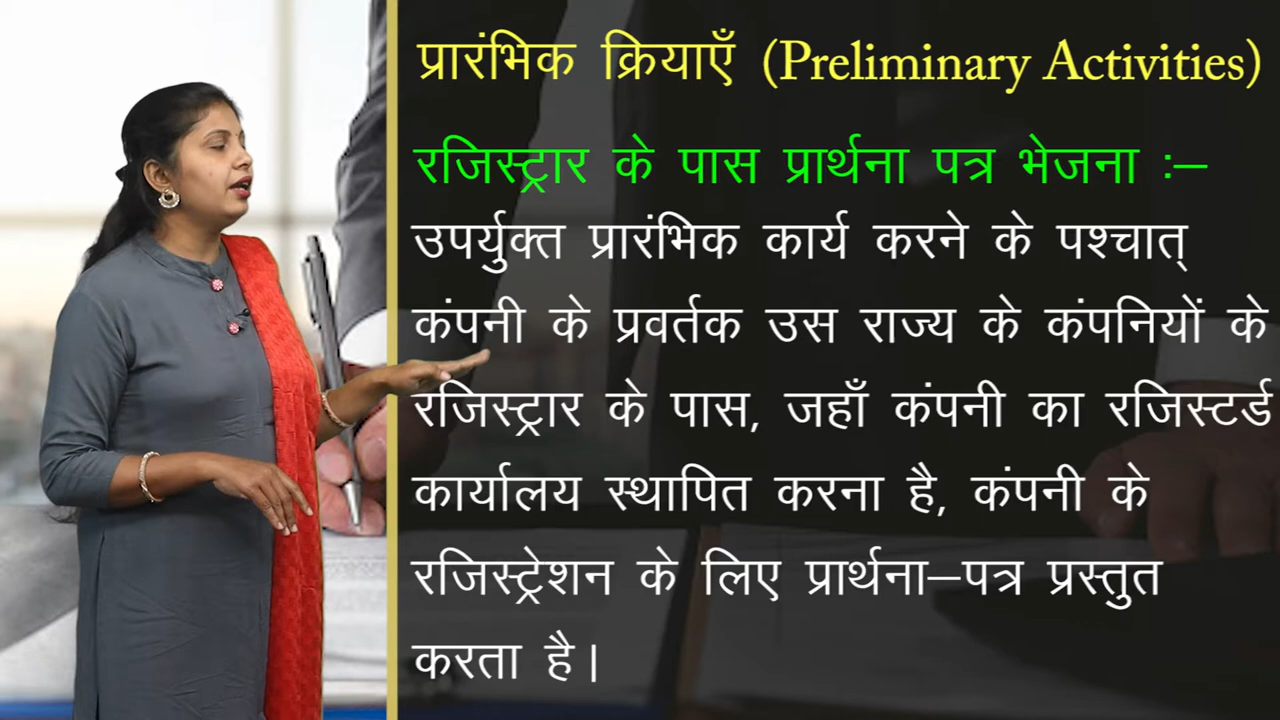 प्रारंभिक क्रियाएँ (Preliminary Activities)
रजिस्ट्रार के पास प्रार्थना पत्र भेजना :–
उपर्युक्त प्रारंभिक कार्य करने के पश्चात्
कंपनी के प्रवर्तक उस राज्य के कंपनियों के
रजिस्ट्रार के पास, जहाँ कंपनी का रजिस्टर्ड
कार्यालय स्थापित करना है, कंपनी के
रजिस्ट्रेशन के लिए प्रार्थना–पत्र प्रस्तुत
करता है।